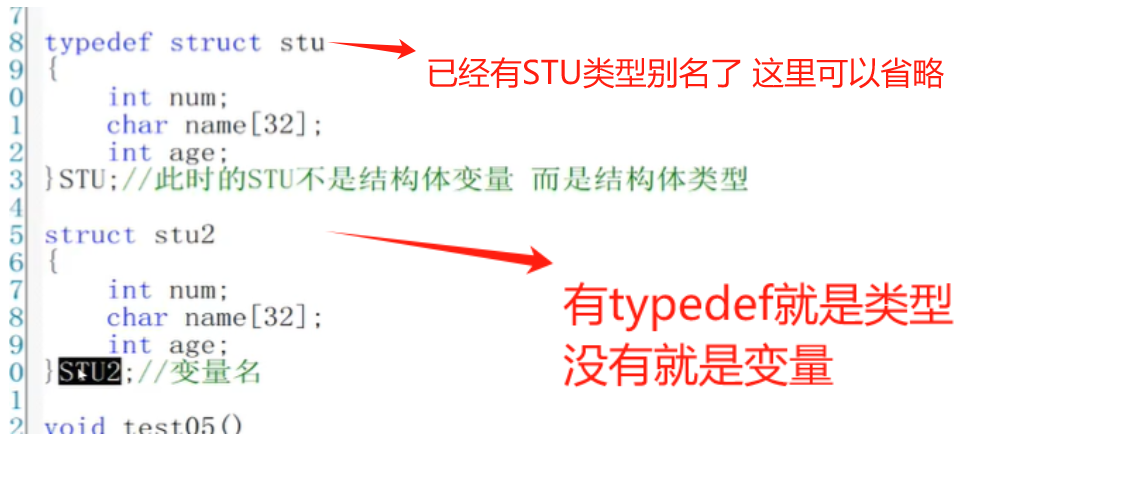 7
8 typedef struct stu
已经有STU类型别名了 这里可以省略
9 {
0 int num;
1 char name[32];
2 int age;
3 }STU;//此时的STU不是结构体变量 而是结构体类型
4
5 struct stu2
6 {
有typedef就是类型
7 int num;
8 char name[32];
没有就是变量
9 int age;
0 }STU2;//变量名
1
2 void test05()